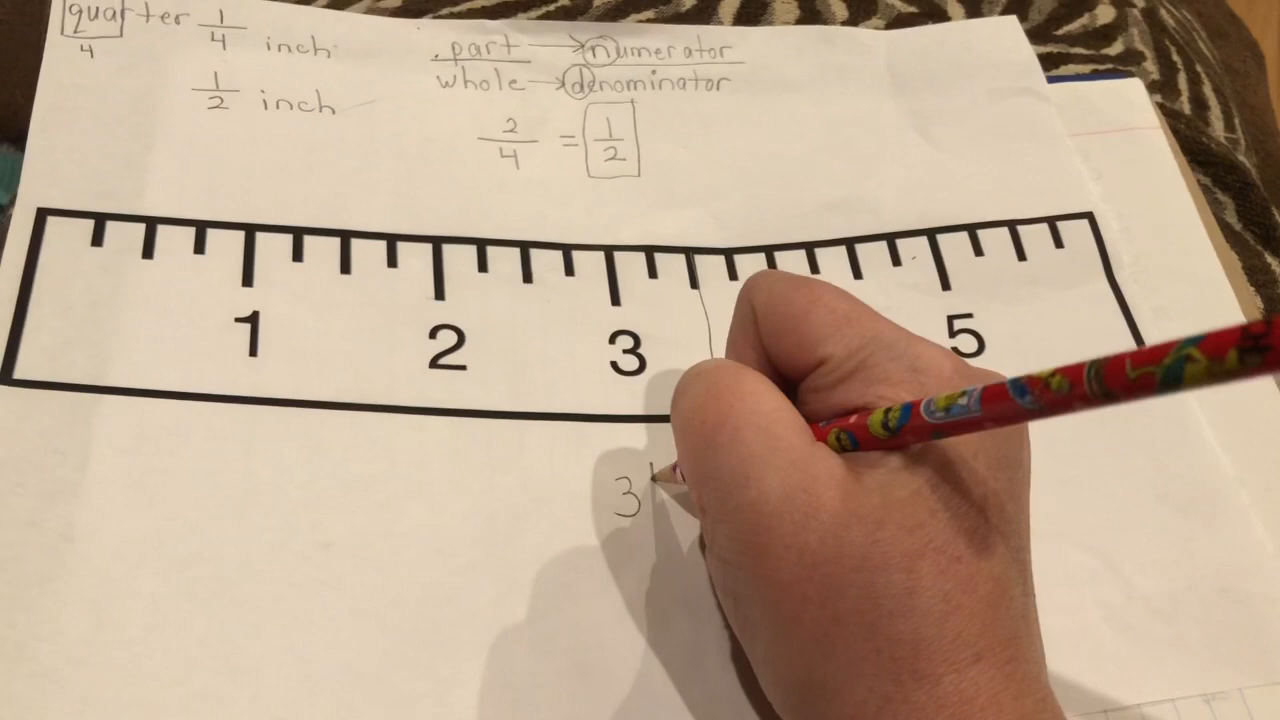 quarter 1/4 inch
4
1/2 inch
part → numerator
whole → denominator
2/4 = 1/2
1 2 3 5
3 1